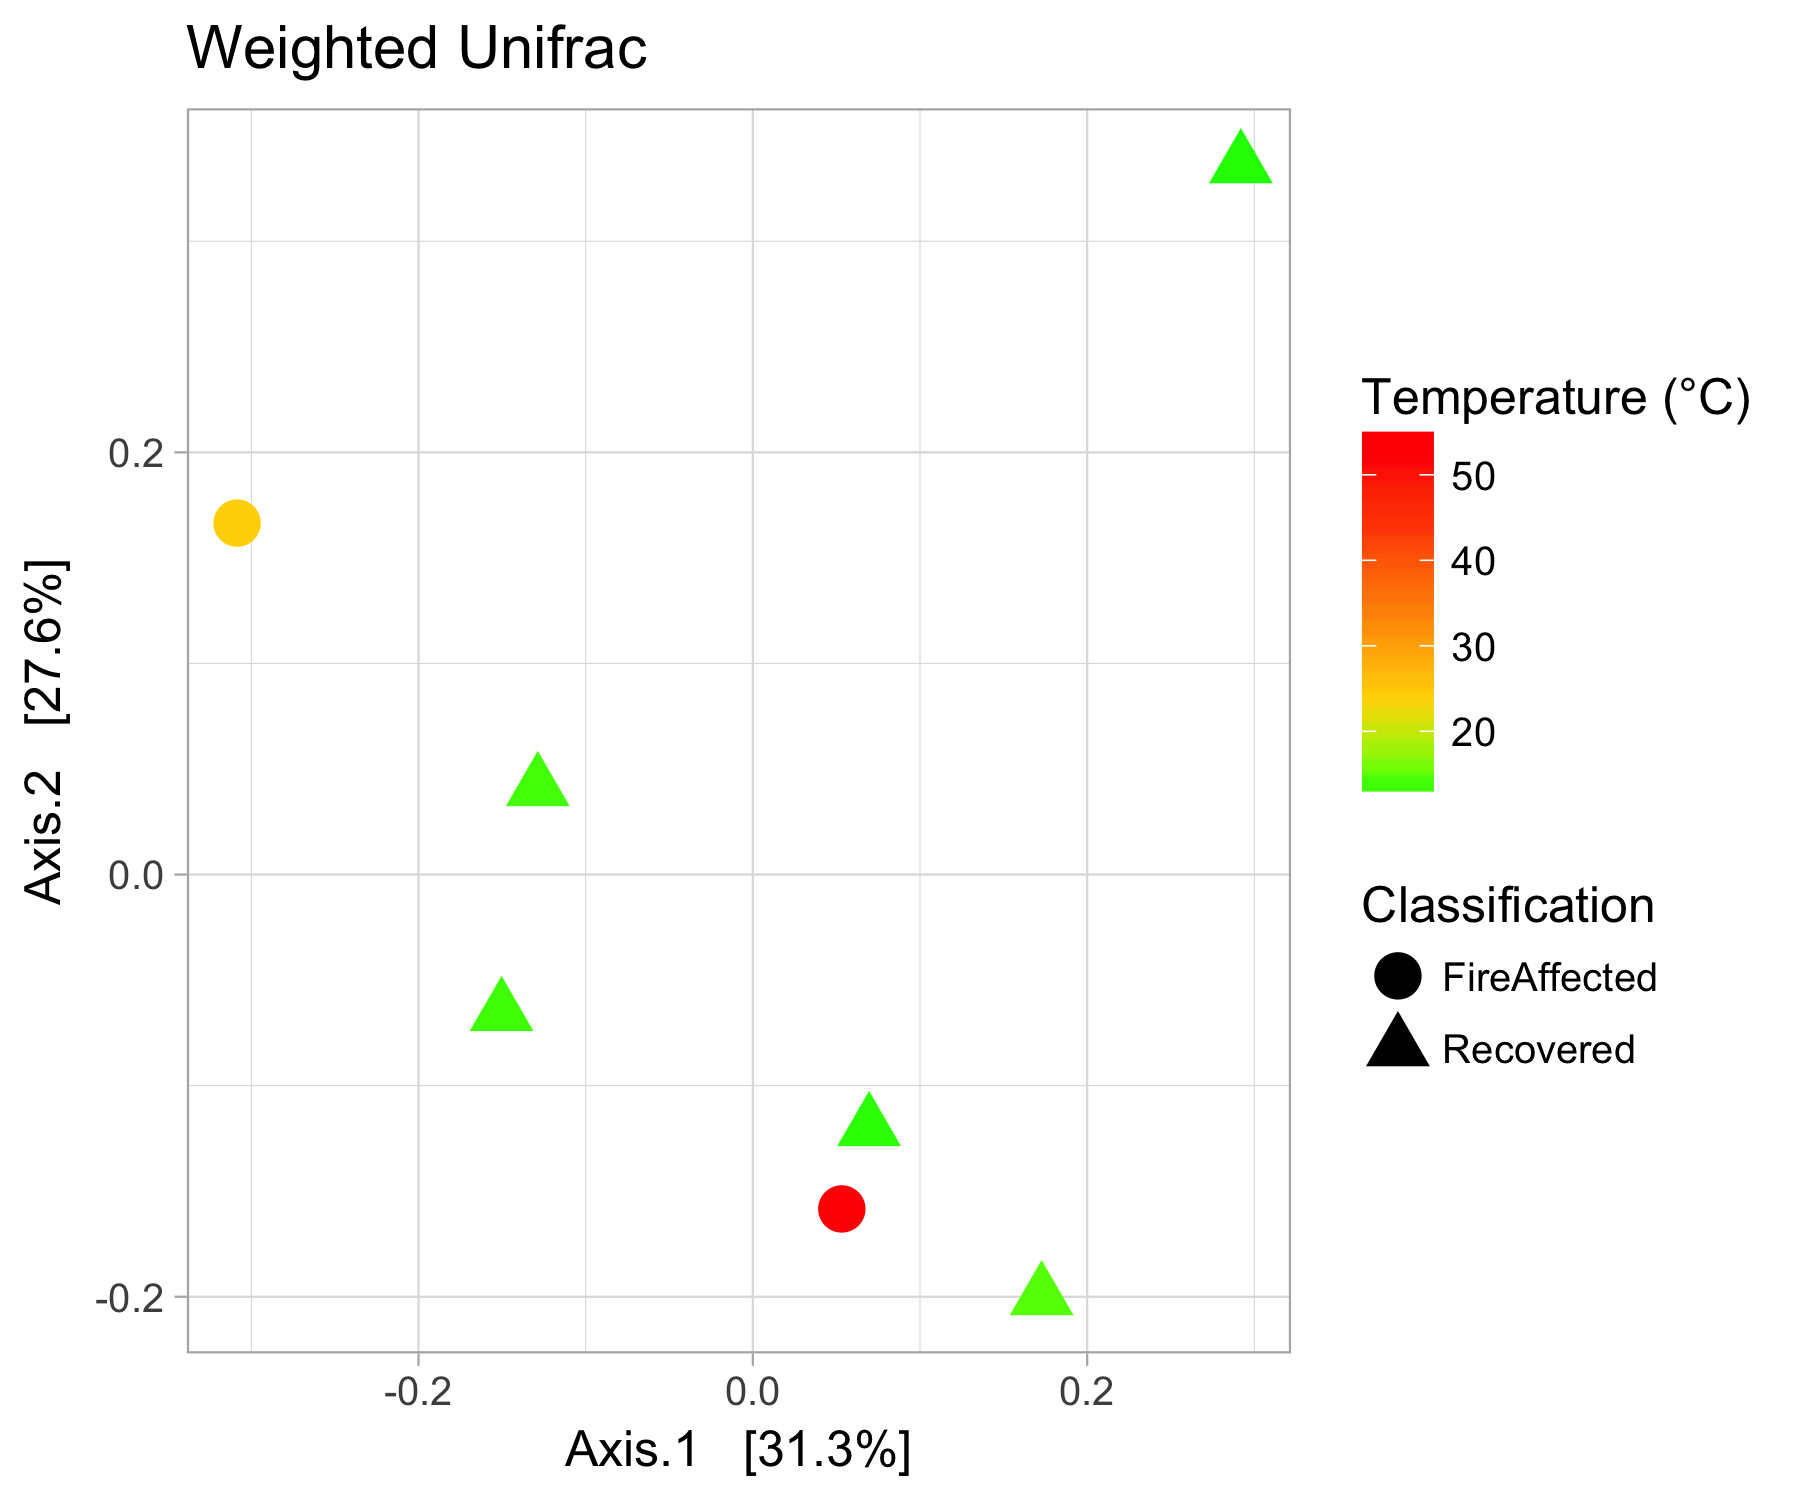 Weighted Unifrac
0.2
0.0
-0.2
Axis.2 [27.6%]
-0.2 0.0 0.2
Axis.1 [31.3%]
Temperature (°C)
50
40
30
20
Classification
FireAffected
Recovered